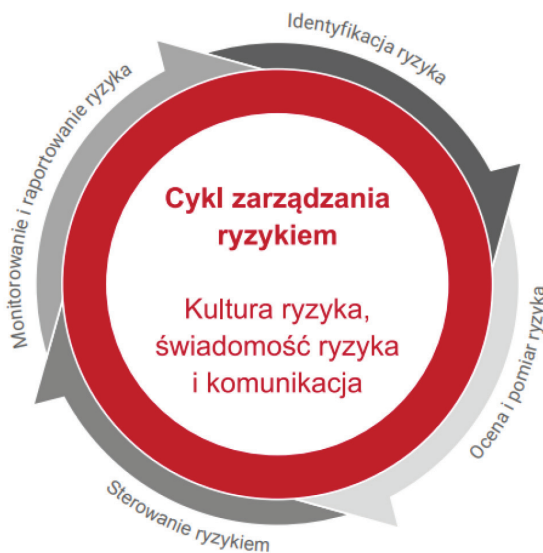 Identyfikacja ryzyka
Ocena i pomiar ryzyka
Sterowanie ryzykiem
Monitorowanie i raportowanie ryzyka
Cykl zarządzania
ryzykiem
Kultura ryzyka,
świadomość ryzyka
i komunikacja